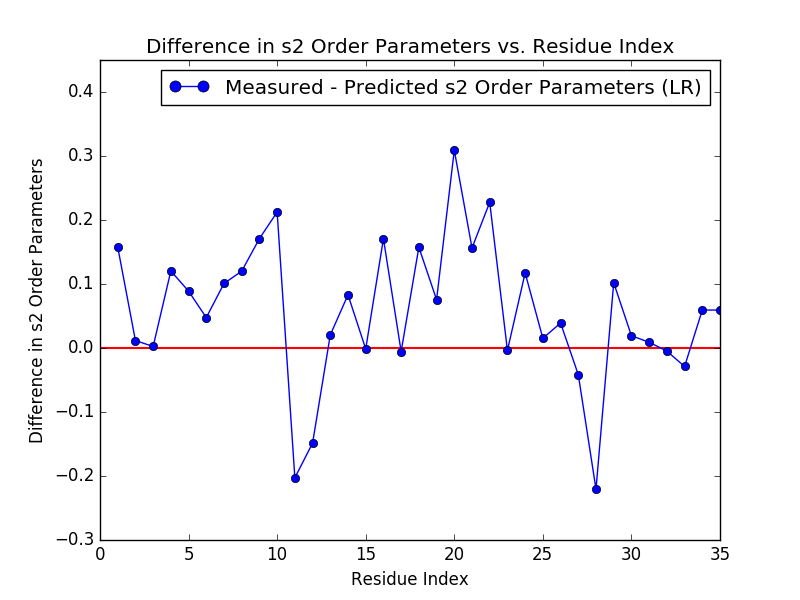 Difference in s2 Order Parameters vs. Residue Index
Measured - Predicted s2 Order Parameters (LR)
Difference in s2 Order Parameters
0.4
0.3
0.2
0.1
0.0
−0.1
−0.2
−0.3
0 5 10 15 20 25 30 35
Residue Index